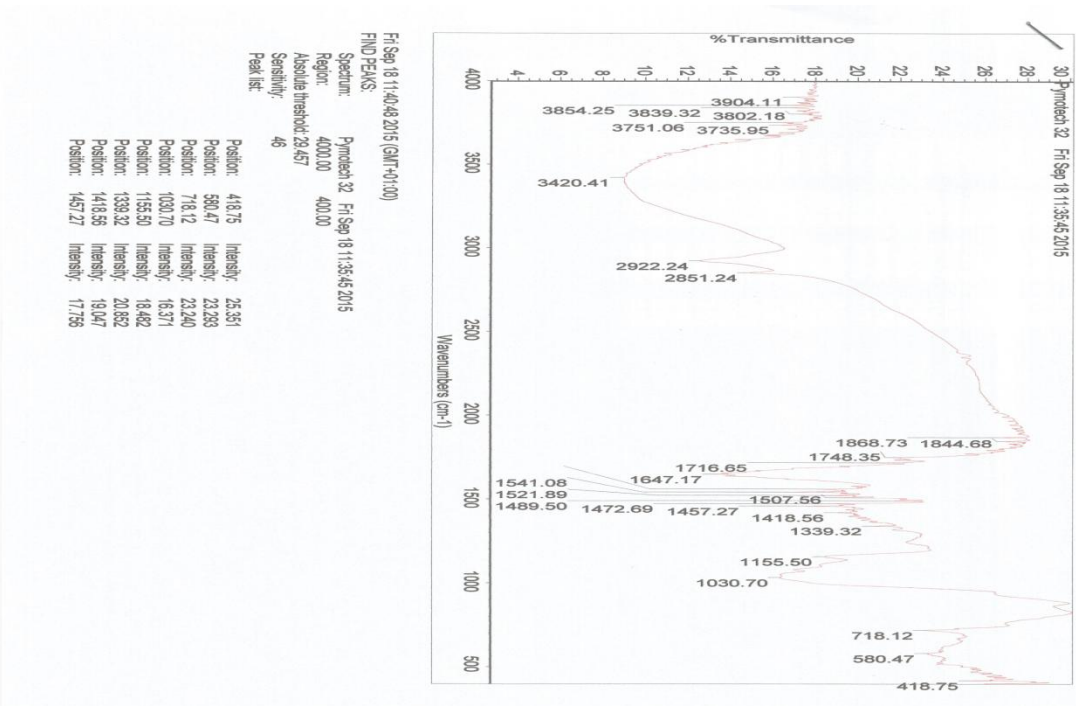 Pymotech 32 Fri Sep 18 11:35:45 2015
%Transmittance
30
28
26
24
22
20
18
16
14
12
10
8
6
4
3904.11
3854.25
3839.32
3802.18
3751.06
3735.95
3420.41
2922.24
2851.24
1868.73
1844.68
1748.35
1716.65
1647.17
1541.08
1521.89
1507.56
1489.50
1472.69
1457.27
1418.56
1339.32
1155.50
1030.70
718.12
580.47
418.75
4000
3500
3000
2500
2000
1500
1000
500
Wavenumbers (cm-1)
Fri Sep 18 11:40:48 2015 (GMT+01:00)
FIND PEAKS:
Spectrum: Pymotech 32 Fri Sep 18 11:35:45 2015
Region: 4000.00 400.00
Absolute threshold: 29.457
Sensitivity: 46
Peak list:
Position: 418.75 Intensity: 25.351
Position: 580.47 Intensity: 23.293
Position: 718.12 Intensity: 23.240
Position: 1030.70 Intensity: 16.371
Position: 1155.50 Intensity: 18.482
Position: 1339.32 Intensity: 20.852
Position: 1418.56 Intensity: 19.047
Position: 1457.27 Intensity: 17.756